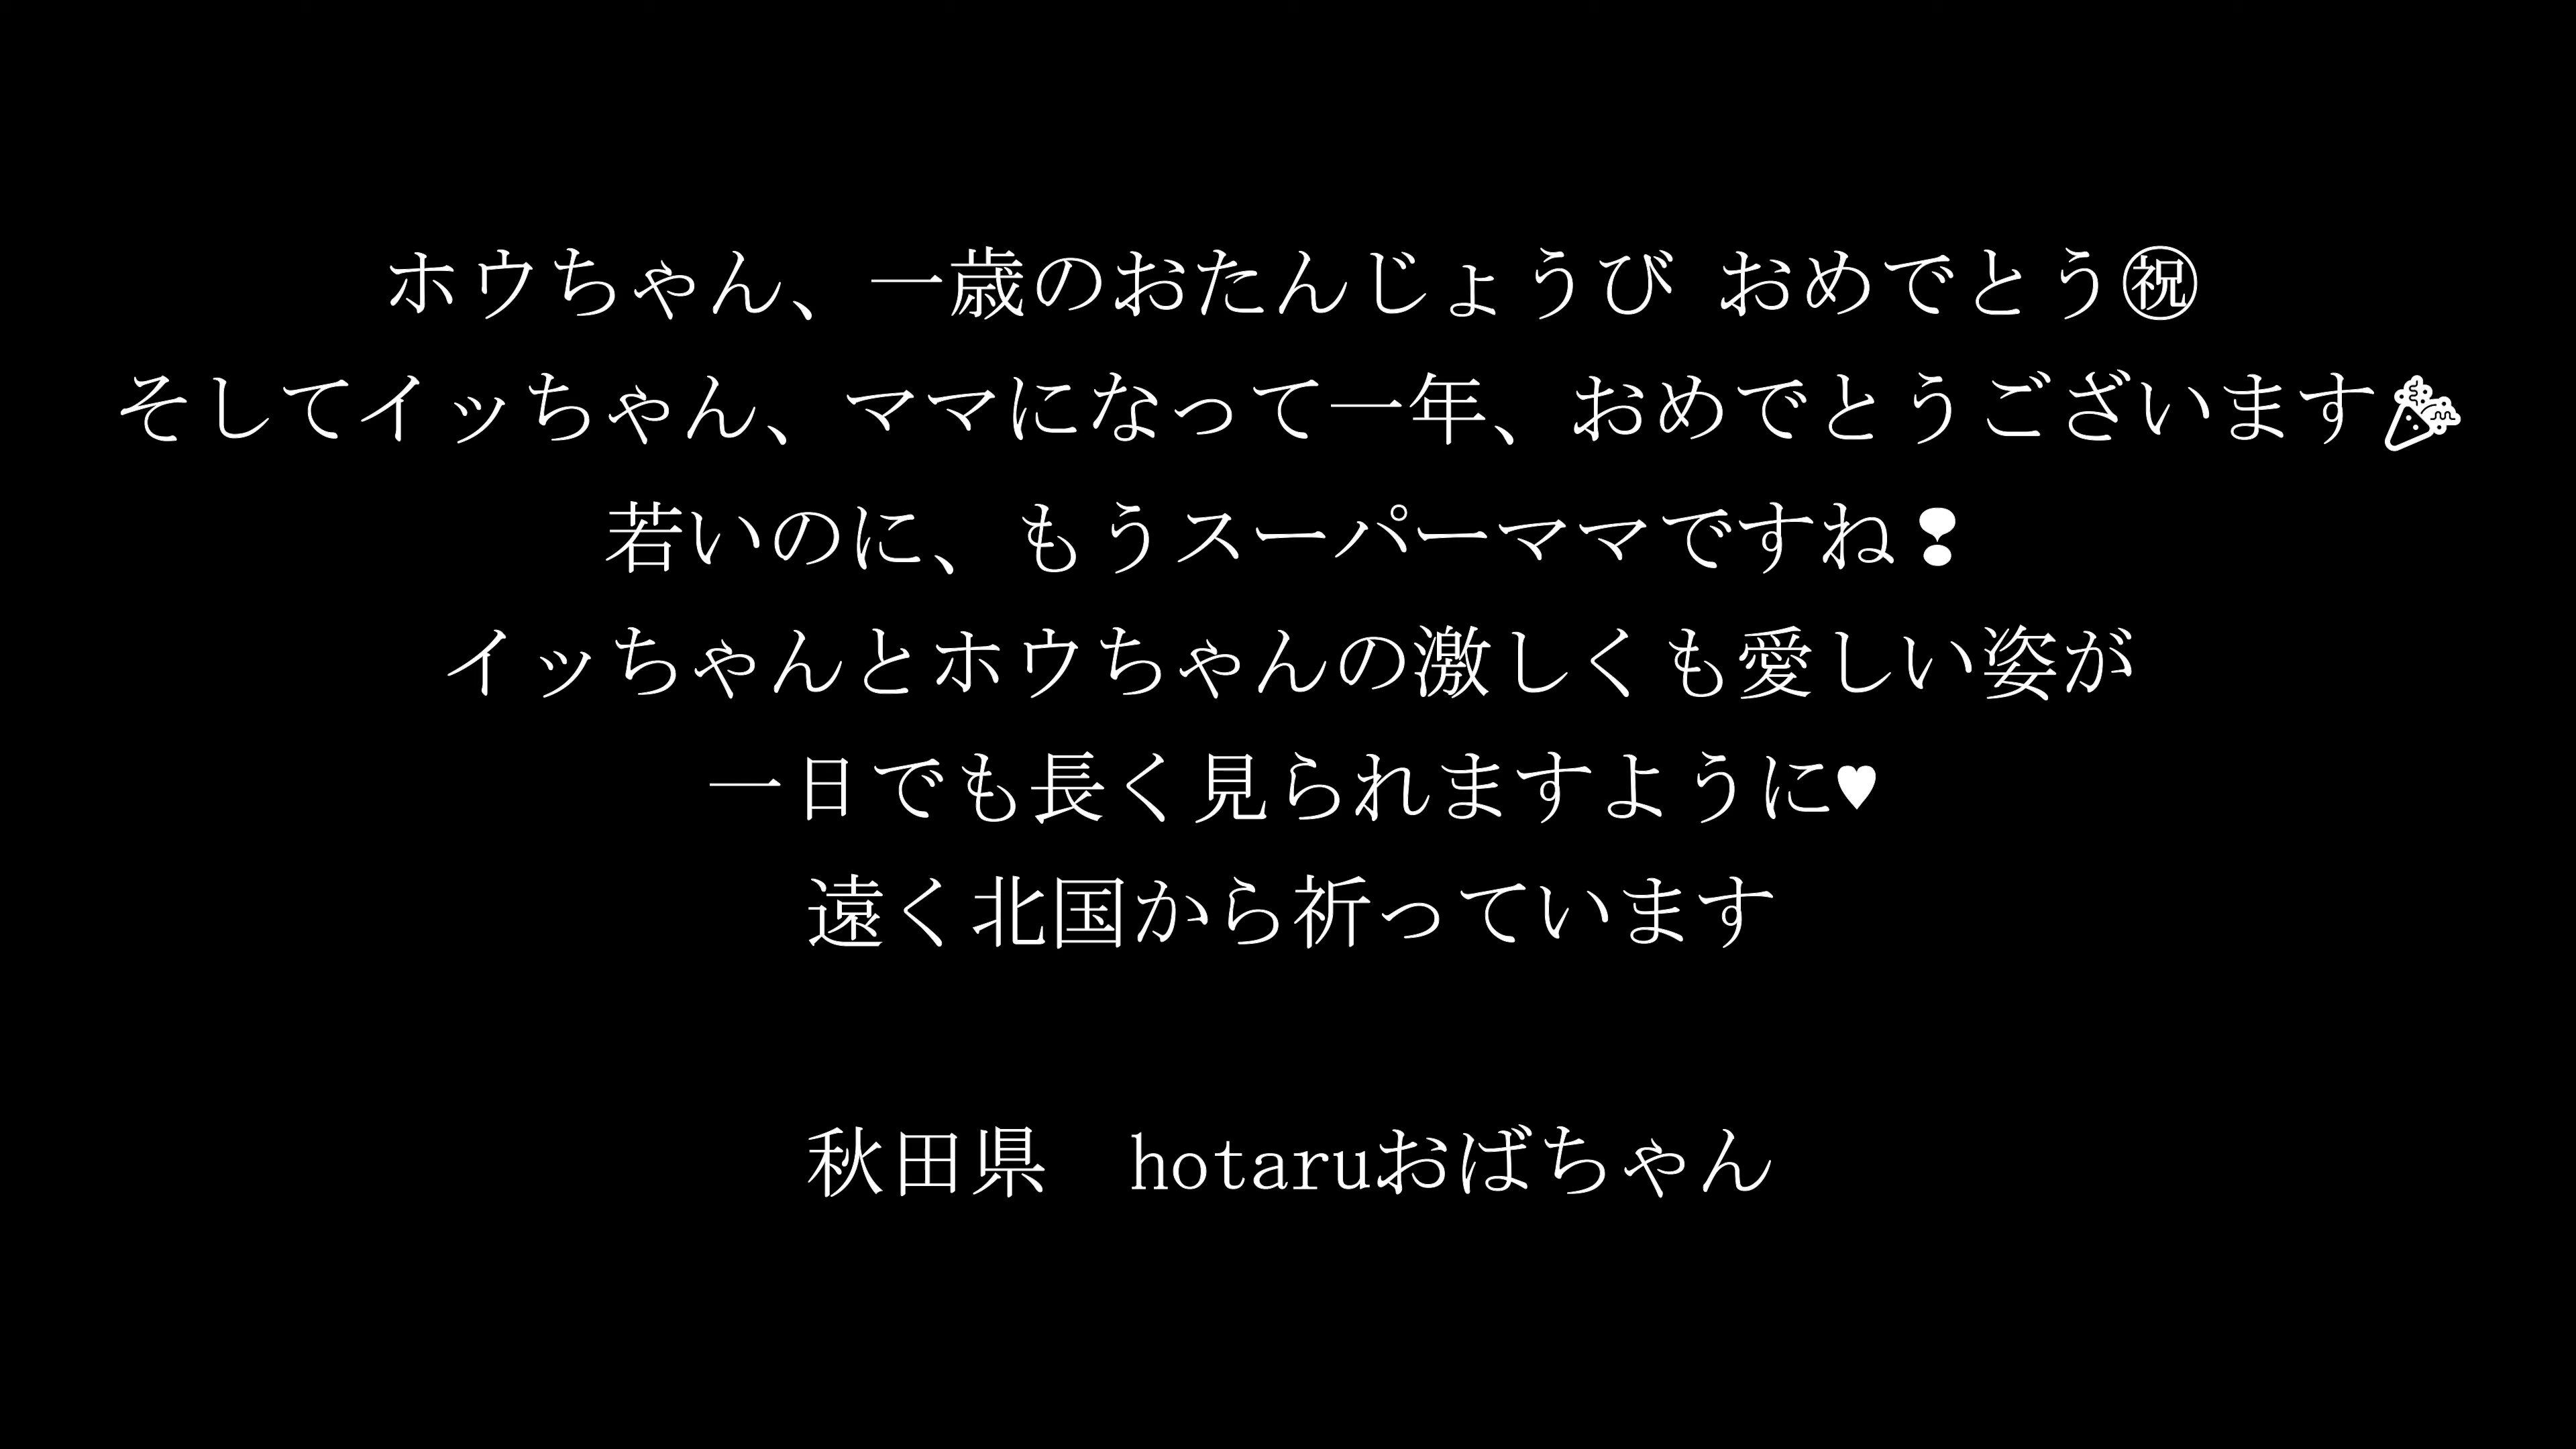 ホウちゃん、一歳のおたんじょうび おめでとう㊗
そしてイッちゃん、ママになって一年、おめでとうございます🎉
若いのに、もうスーパーママですね❢
イッちゃんとホウちゃんの激しくも愛しい姿が
一日でも長く見られますように♥
遠く北国から祈っています
秋田県　hotaruおばちゃん